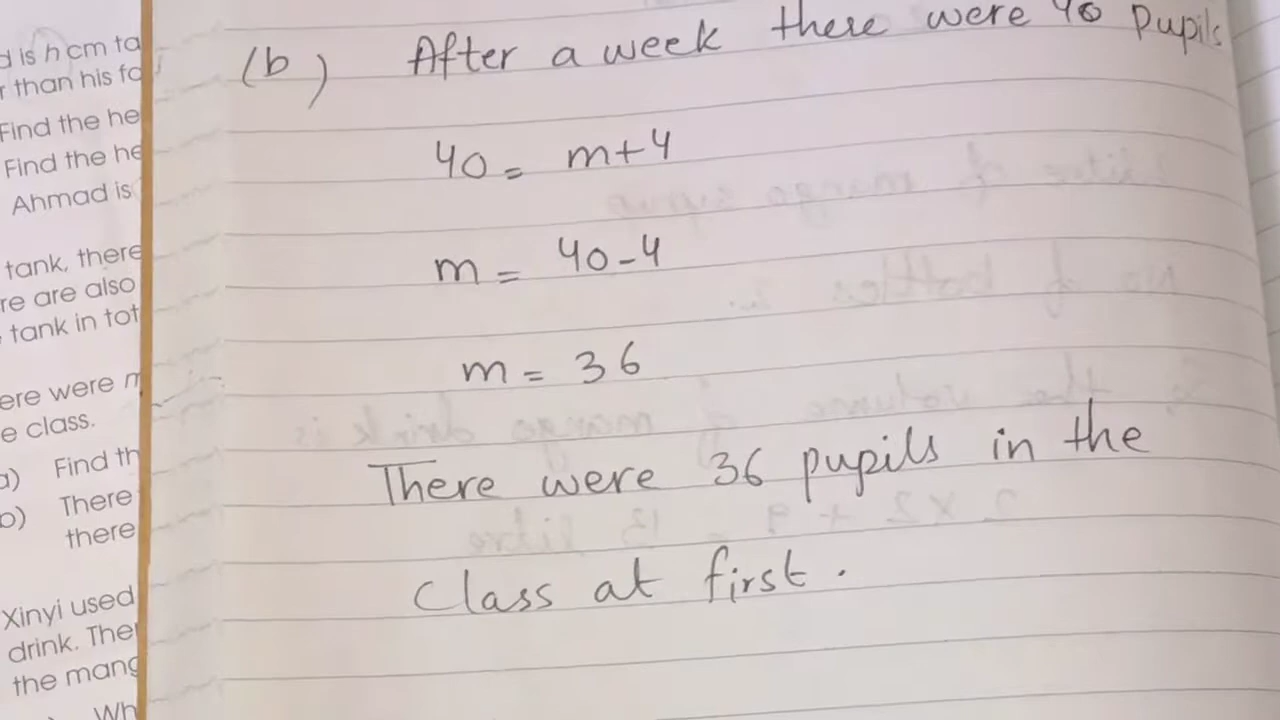 d is h cm ta
r than his fa
Find the he
Find the he
Ahmad is
tank, there
re are also
tank in tot
ere were m
e class.
a) Find th
b) There
there
Xinyi used
drink. The
the mang
Wh
(b) After a week there were 40 pupils
40 = m+4
m = 40-4
m = 36
There were 36 pupils in the
Class at first.